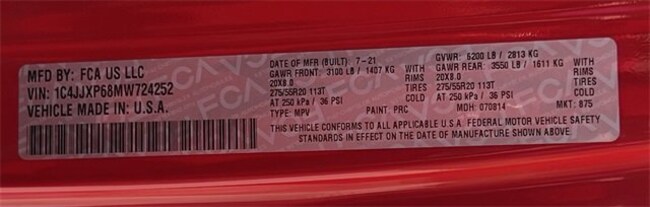 MFD BY: FCA US LLC
VIN: 1C4JJXP68MW724252
VEHICLE MADE IN U.S.A.
DATE OF MFR (BUILT) 7-21 GVWR: 6200 LB / 2813 KG
GAWR FRONT: 3100 LB / 1407 KG WITH GAWR REAR: 3550 LB / 1611 KG WITH
20X8.0 RIMS 20X8.0 RIMS
275/55R20 113T TIRES 275/55R20 113T TIRES
AT 250 kPa / 36 PSI COLD AT 250 kPa / 36 PSI COLD
TYPE: MPV PAINT: PRC MDH: 070814 MKT: 875
THIS VEHICLE CONFORMS TO ALL APPLICABLE U.S.A. FEDERAL MOTOR VEHICLE SAFETY
STANDARDS IN EFFECT ON THE DATE OF MANUFACTURE SHOWN ABOVE.